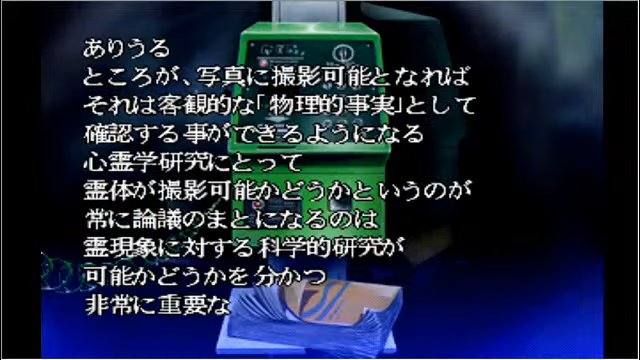 ありうる
ところが、写真に撮影可能となれば
それは客観的な「物理的事実」として
確認する事ができるようになる
心霊学研究にとって
霊体が撮影可能かどうかというのが
常に論議のまとになるのは
霊現象に対する科学的研究が
可能かどうかを分かつ
非常に重要な